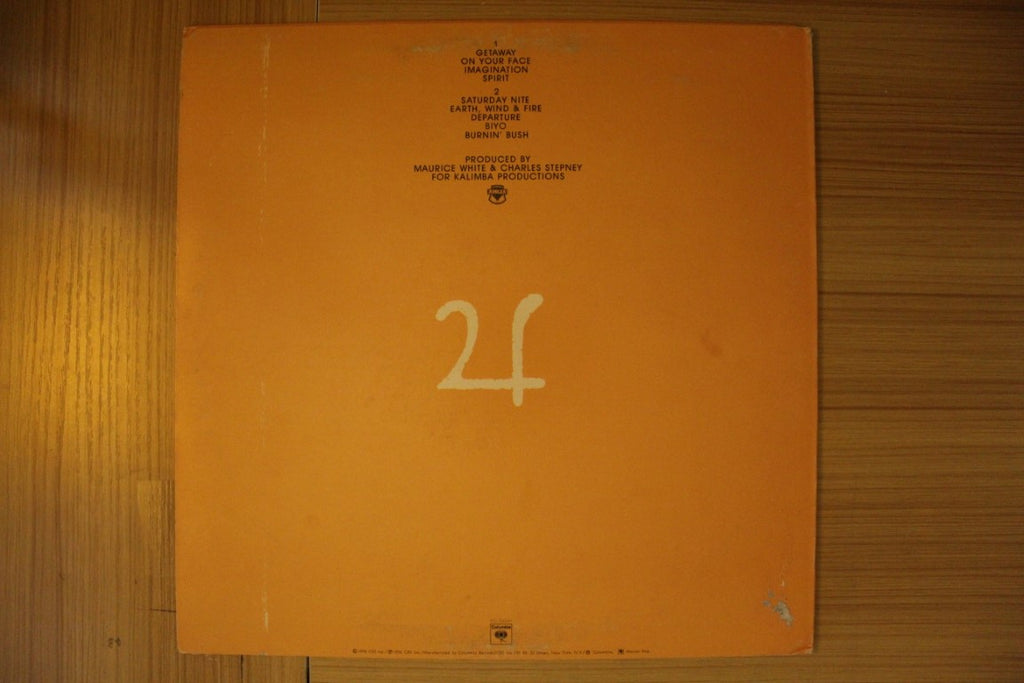 1
GETAWAY
ON YOUR FACE
IMAGINATION
SPIRIT
2
SATURDAY NITE
EARTH, WIND & FIRE
DEPARTURE
BIYO
BURNIN' BUSH
PRODUCED BY
MAURICE WHITE & CHARLES STEPNEY
FOR KALIMBA PRODUCTIONS
Columbia